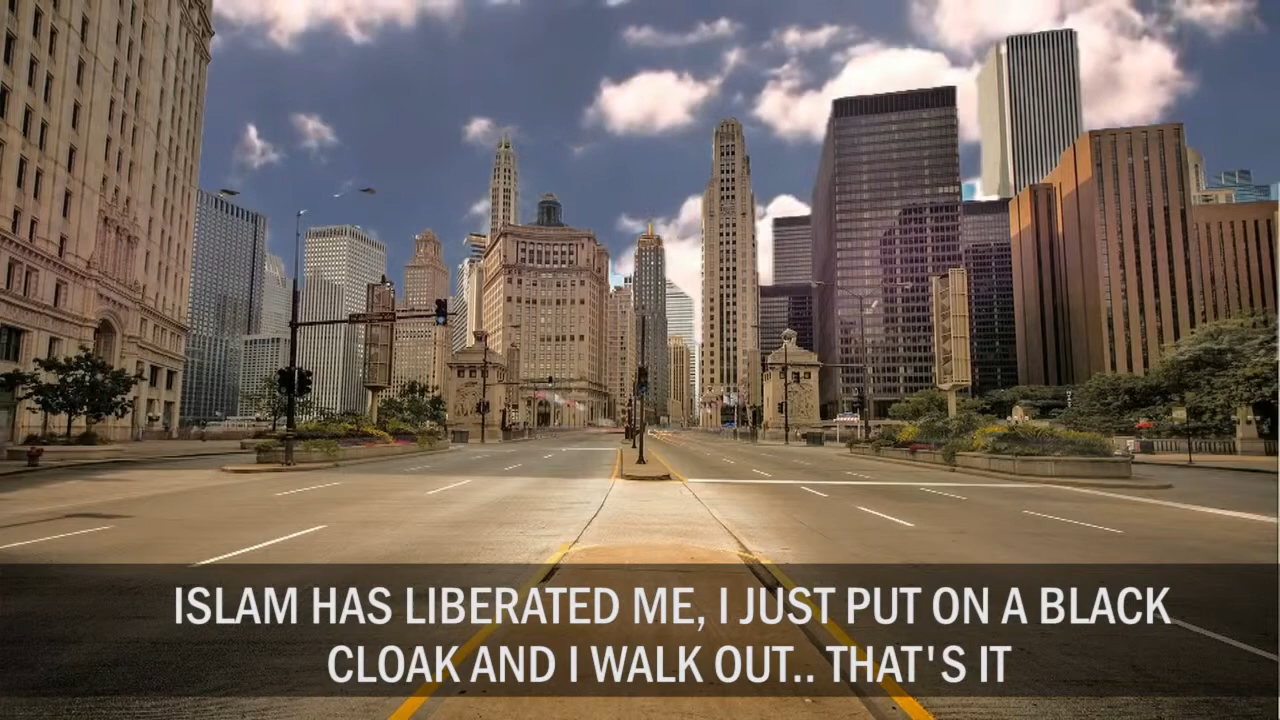 ISLAM HAS LIBERATED ME, I JUST PUT ON A BLACK
CLOAK AND I WALK OUT.. THAT'S IT